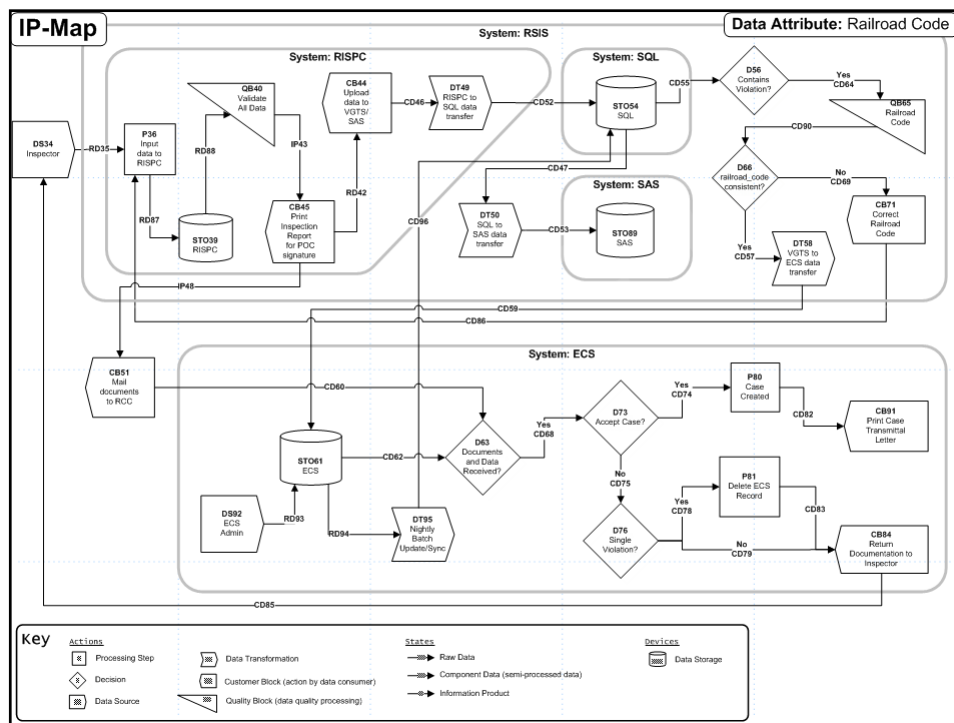 IP-Map
Data Attribute: Railroad Code
System: RSIS
System: RISPC
System: SQL
CB44
Upload data to
VGTS/
SAS
CD46
DT49
RISPC to
SQL data
transfer
CD52
STO54
SQL
CD55
D56
Contains
Violation?
Yes
CD64
QB40
Validate
All Data
QB65
Railroad
Code
DS34
Inspector
RD35
P36
Input
data to
RISPC
RD88
IP43
RD42
CD90
CD47
D66
railroad_code
consistent?
No
CD69
System: SAS
CB71
Correct
Railroad
Code
RD87
STO39
RISPC
CB45
Print
Inspection
Report
for POC
signature
CD96
DT50
SQL to
SAS data
transfer
CD53
STO89
SAS
Yes
CD57
DT58
VGTS to
ECS data
transfer
IP48
CD59
CD86
System: ECS
CB51
Mail
documents
to RCC
CD60
D73
Accept Case?
Yes
CD74
P80
Case
Created
CD82
CB91
Print Case
Transmittal
Letter
STO61
ECS
CD62
D63
Documents
and Data
Received?
Yes
CD68
No
CD75
P81
Delete ECS
Record
Yes
CD78
CD83
DS92
ECS
Admin
RD93
RD94
DT95
Nightly
Batch
Update/Sync
D76
Single
Violation?
No
CD79
CB84
Return
Documentation to
Inspector
CD85
Key
Actions
Processing Step
Decision
Data Source
Data Transformation
Customer Block (action by data consumer)
Quality Block (data quality processing)
States
Raw Data
Component Data (semi-processed data)
Information Product
Devices
Data Storage